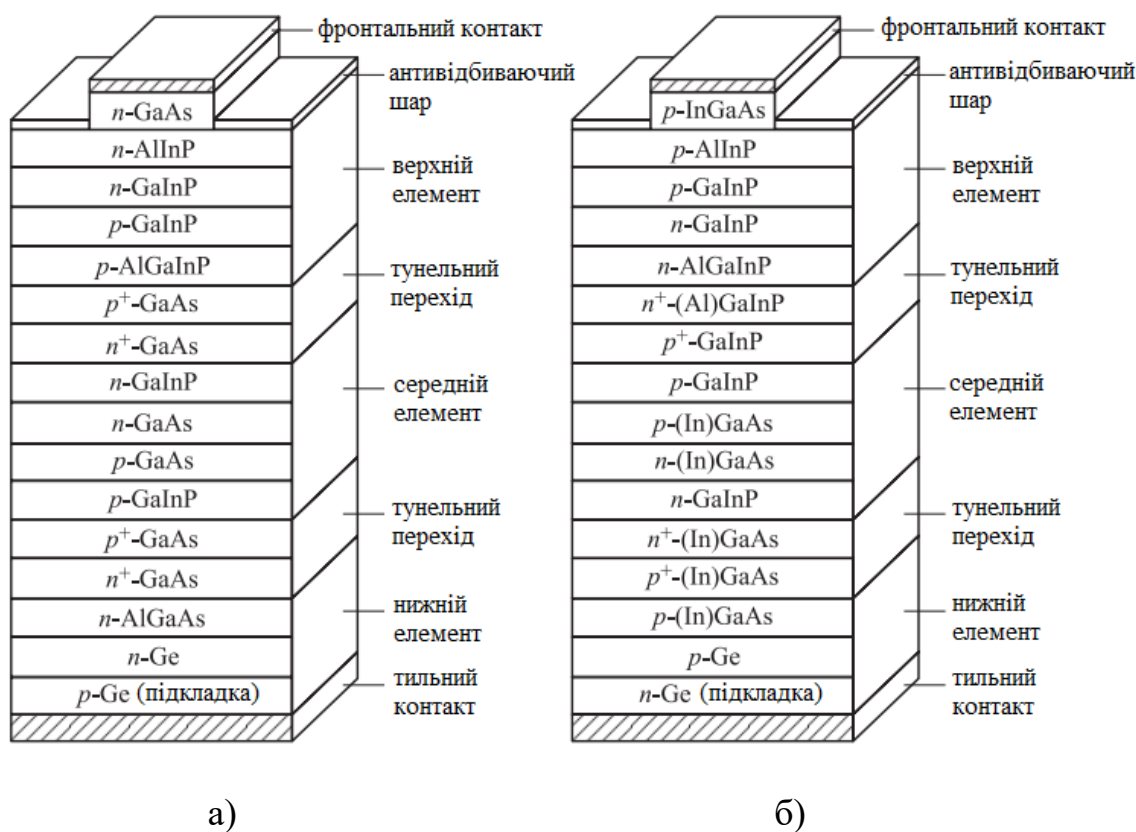 фронтальний контакт
антивідбиваючий
шар
n-GaAs
n-AlInP
верхній
елемент
n-GaInP
p-GaInP
p-AlGaInP
тунельний
перехід
p⁺-GaAs
n⁺-GaAs
n-GaInP
середній
елемент
n-GaAs
p-GaAs
p-GaInP
тунельний
перехід
p⁺-GaAs
n⁺-GaAs
n-AlGaAs
нижній
елемент
n-Ge
p-Ge (підкладка)
тильний
контакт
а)
фронтальний контакт
антивідбиваючий
шар
p-InGaAs
p-AlInP
верхній
елемент
p-GaInP
n-GaInP
n-AlGaInP
тунельний
перехід
n⁺-(Al)GaInP
p⁺-GaInP
p-GaInP
середній
елемент
p-(In)GaAs
n-(In)GaAs
n-GaInP
тунельний
перехід
n⁺-(In)GaAs
p⁺-(In)GaAs
p-(In)GaAs
нижній
елемент
p-Ge
n-Ge (підкладка)
тильний
контакт
б)